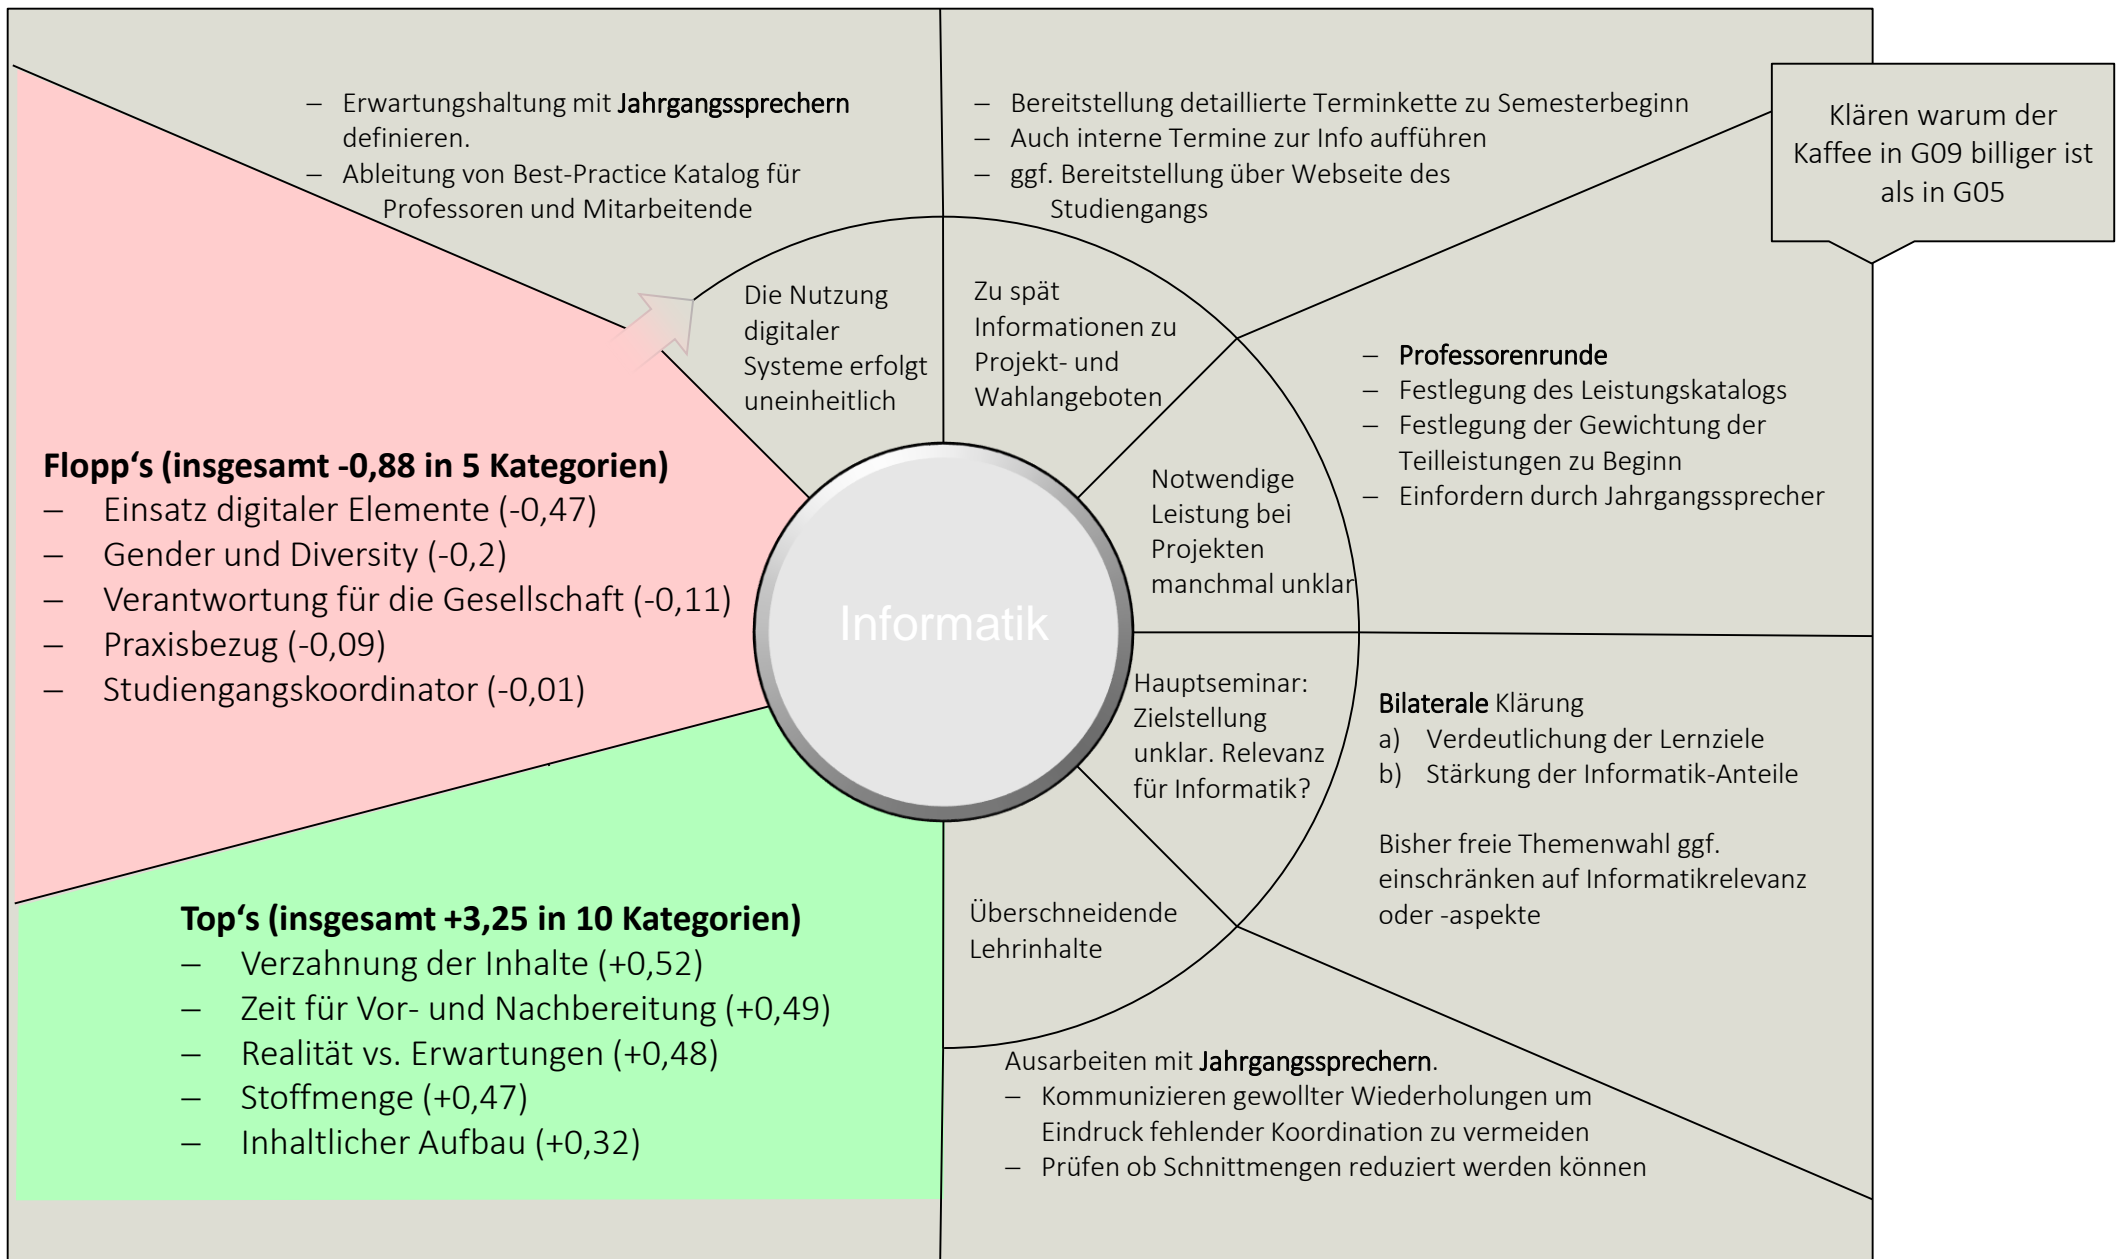 – Erwartungshaltung mit Jahrgangssprechern
definieren.
– Ableitung von Best-Practice Katalog für
Professoren und Mitarbeitende
– Bereitstellung detaillierte Terminkette zu Semesterbeginn
– Auch interne Termine zur Info aufführen
– ggf. Bereitstellung über Webseite des
Studiengangs
Klären warum der
Kaffee in G09 billiger ist
als in G05
Die Nutzung
digitaler
Systeme erfolgt
uneinheitlich
Zu spät
Informationen zu
Projekt- und
Wahlangeboten
– Professorenrunde
– Festlegung des Leistungskatalogs
– Festlegung der Gewichtung der
Teilleistungen zu Beginn
– Einfordern durch Jahrgangssprecher
Notwendige
Leistung bei
Projekten
manchmal unklar
Flopp‘s (insgesamt -0,88 in 5 Kategorien)
– Einsatz digitaler Elemente (-0,47)
– Gender und Diversity (-0,2)
– Verantwortung für die Gesellschaft (-0,11)
– Praxisbezug (-0,09)
– Studiengangskoordinator (-0,01)
Informatik
Hauptseminar:
Zielstellung
unklar. Relevanz
für Informatik?
Bilaterale Klärung
a) Verdeutlichung der Lernziele
b) Stärkung der Informatik-Anteile
Bisher freie Themenwahl ggf.
einschränken auf Informatikrelevanz
oder -aspekte
Top‘s (insgesamt +3,25 in 10 Kategorien)
– Verzahnung der Inhalte (+0,52)
– Zeit für Vor- und Nachbereitung (+0,49)
– Realität vs. Erwartungen (+0,48)
– Stoffmenge (+0,47)
– Inhaltlicher Aufbau (+0,32)
Überschneidende
Lehrinhalte
Ausarbeiten mit Jahrgangssprechern.
– Kommunizieren gewollter Wiederholungen um
Eindruck fehlender Koordination zu vermeiden
– Prüfen ob Schnittmengen reduziert werden können